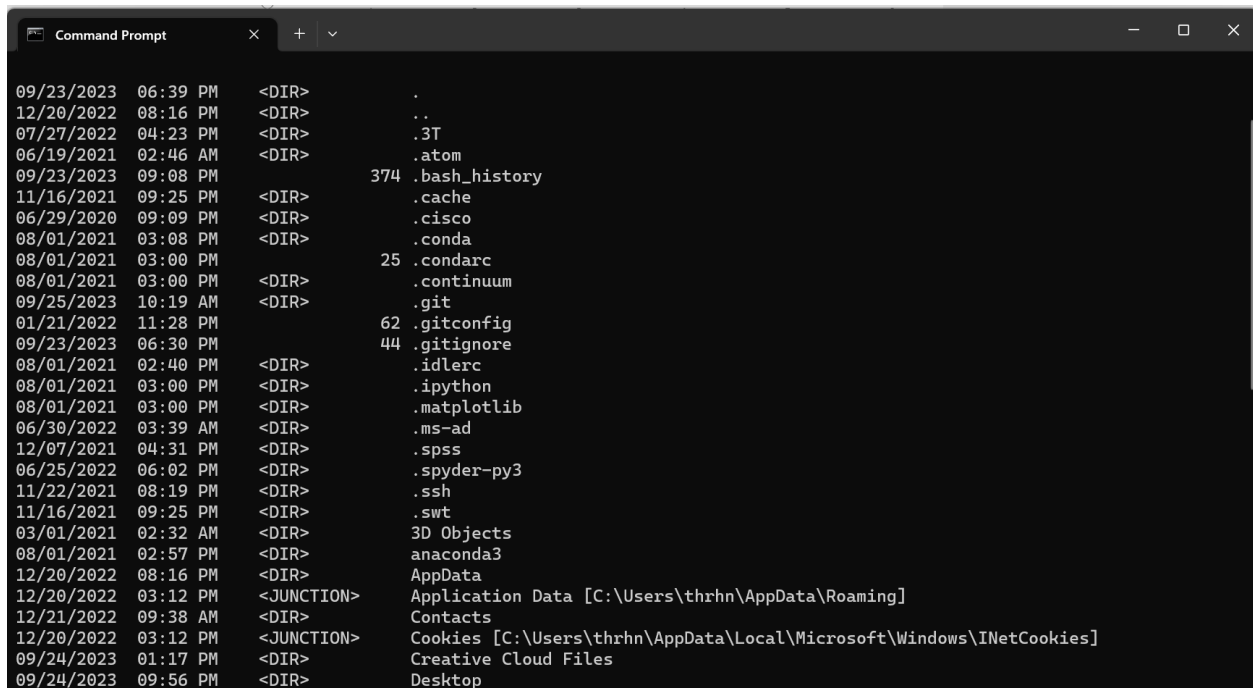 Command Prompt
09/23/2023  06:39 PM    <DIR>          .
12/20/2022  08:16 PM    <DIR>          ..
07/27/2022  04:23 PM    <DIR>          .3T
06/19/2021  02:46 AM    <DIR>          .atom
09/23/2023  09:08 PM               374 .bash_history
11/16/2021  09:25 PM    <DIR>          .cache
06/29/2020  09:09 PM    <DIR>          .cisco
08/01/2021  03:08 PM    <DIR>          .conda
08/01/2021  03:00 PM                25 .condarc
08/01/2021  03:00 PM    <DIR>          .continuum
09/25/2023  10:19 AM    <DIR>          .git
01/21/2022  11:28 PM                62 .gitconfig
09/23/2023  06:30 PM                44 .gitignore
08/01/2021  02:40 PM    <DIR>          .idlerc
08/01/2021  03:00 PM    <DIR>          .ipython
08/01/2021  03:00 PM    <DIR>          .matplotlib
06/30/2022  03:39 AM    <DIR>          .ms-ad
12/07/2021  04:31 PM    <DIR>          .spss
06/25/2022  06:02 PM    <DIR>          .spyder-py3
11/22/2021  08:19 PM    <DIR>          .ssh
11/16/2021  09:25 PM    <DIR>          .swt
03/01/2021  02:32 AM    <DIR>          3D Objects
08/01/2021  02:57 PM    <DIR>          anaconda3
12/20/2022  08:16 PM    <DIR>          AppData
12/20/2022  03:12 PM    <JUNCTION>     Application Data [C:\Users\thrhn\AppData\Roaming]
12/21/2022  09:38 AM    <DIR>          Contacts
12/20/2022  03:12 PM    <JUNCTION>     Cookies [C:\Users\thrhn\AppData\Local\Microsoft\Windows\INetCookies]
09/24/2023  01:17 PM    <DIR>          Creative Cloud Files
09/24/2023  09:56 PM    <DIR>          Desktop